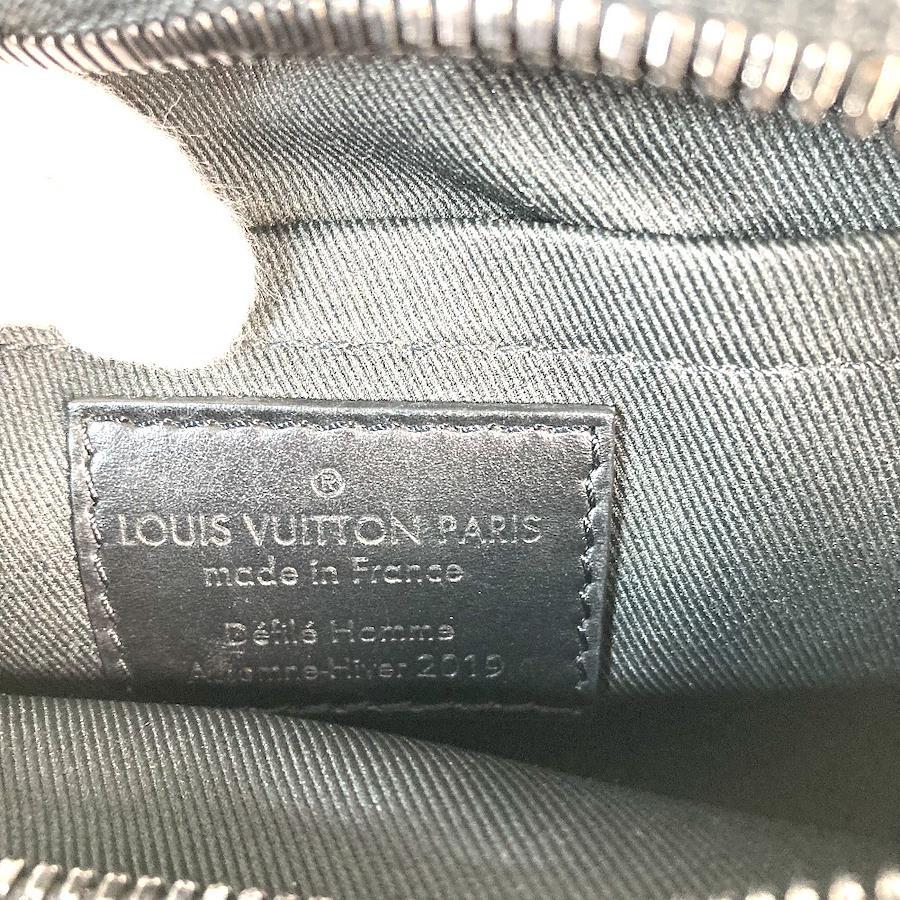 ®
LOUIS VUITTON PARIS
made in France
Défilé Homme
Automne-Hiver 2019